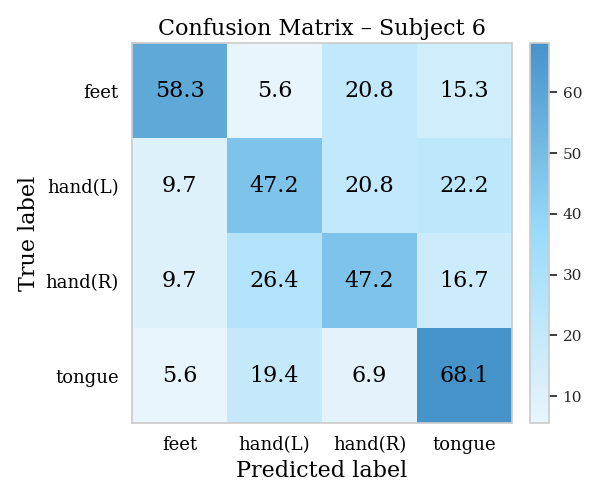 Confusion Matrix – Subject 6
feet 58.3 5.6 20.8 15.3
hand(L) 9.7 47.2 20.8 22.2
hand(R) 9.7 26.4 47.2 16.7
tongue 5.6 19.4 6.9 68.1
feet hand(L) hand(R) tongue
Predicted label
True label
60
50
40
30
20
10